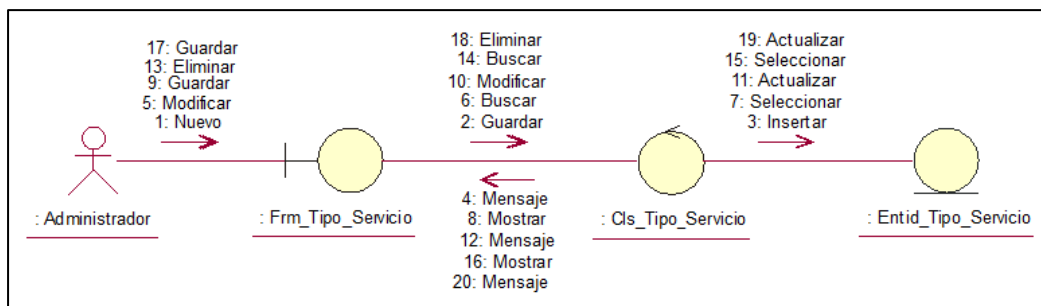 17: Guardar
13: Eliminar
9: Guardar
5: Modificar
1: Nuevo
18: Eliminar
14: Buscar
10: Modificar
6: Buscar
2: Guardar
19: Actualizar
15: Seleccionar
11: Actualizar
7: Seleccionar
3: Insertar
4: Mensaje
8: Mostrar
12: Mensaje
16: Mostrar
20: Mensaje
: Administrador
: Frm_Tipo_Servicio
: Cls_Tipo_Servicio
: Entid_Tipo_Servicio